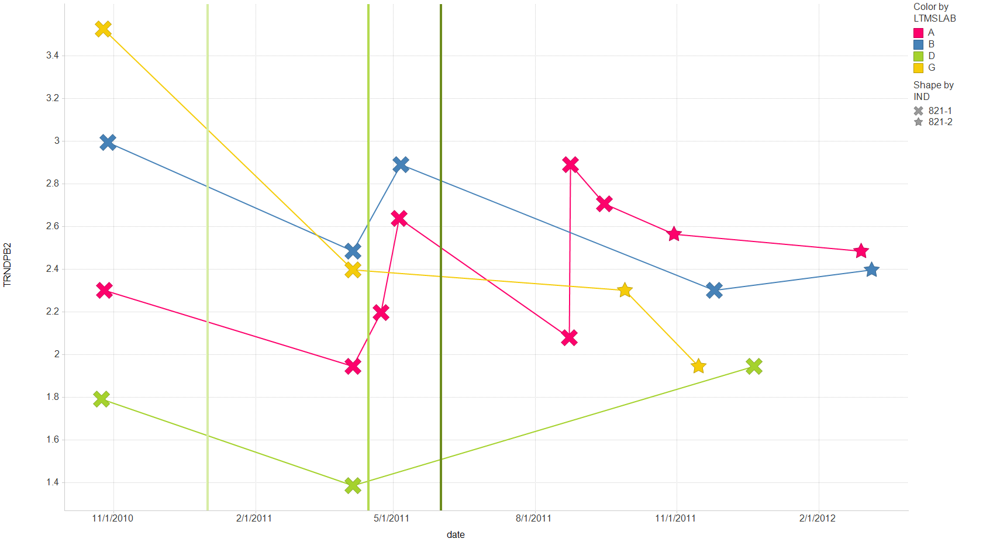 Color by
LTMSLAB
A
B
D
G
Shape by
IND
821-1
821-2
TRNDPB2
3.4
3.2
3
2.8
2.6
2.4
2.2
2
1.8
1.6
1.4
11/1/2010
2/1/2011
5/1/2011
8/1/2011
11/1/2011
2/1/2012
date